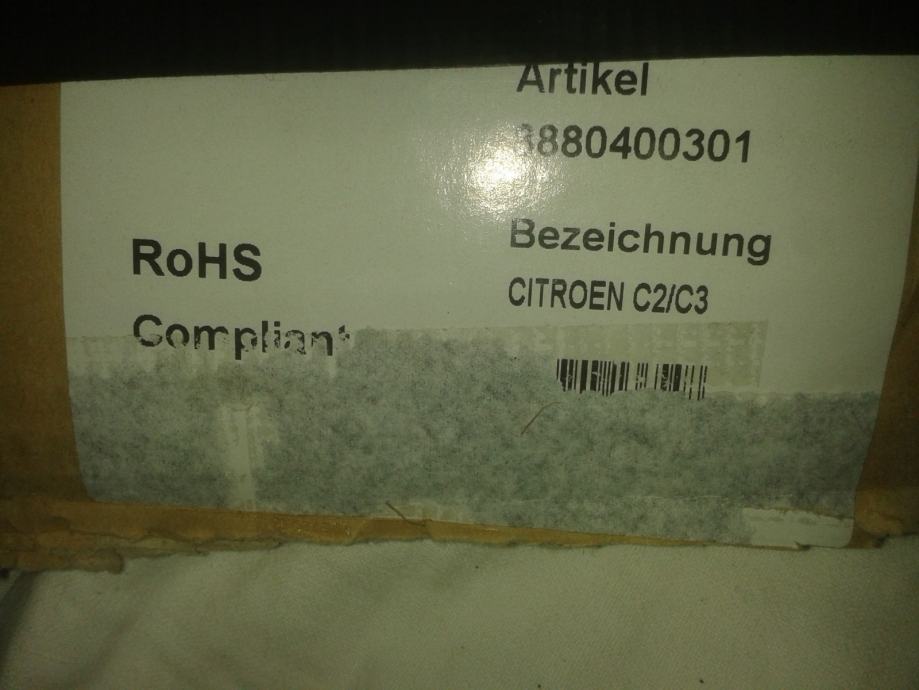 Artikel
8880400301
Bezeichnung
CITROEN C2/C3
RoHS
Compliant